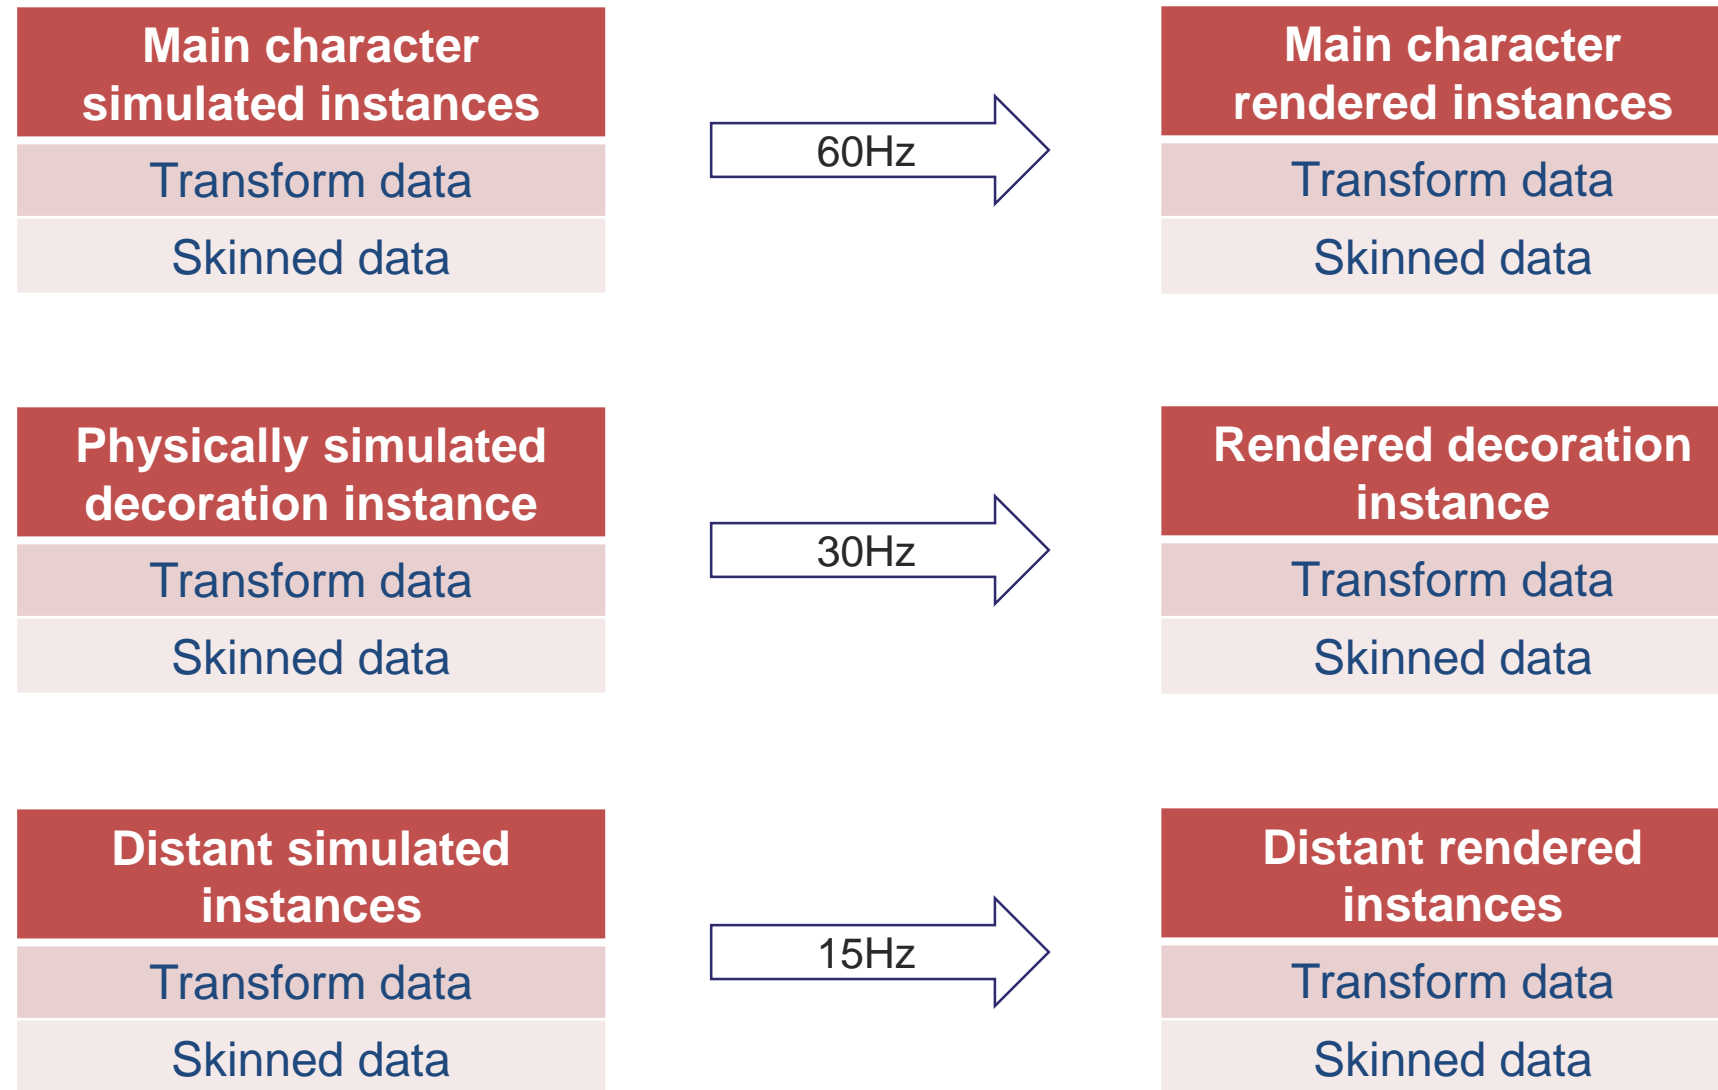 Main character
simulated instances
Transform data
Skinned data
60Hz
Main character
rendered instances
Transform data
Skinned data
Physically simulated
decoration instance
Transform data
Skinned data
30Hz
Rendered decoration
instance
Transform data
Skinned data
Distant simulated
instances
Transform data
Skinned data
15Hz
Distant rendered
instances
Transform data
Skinned data